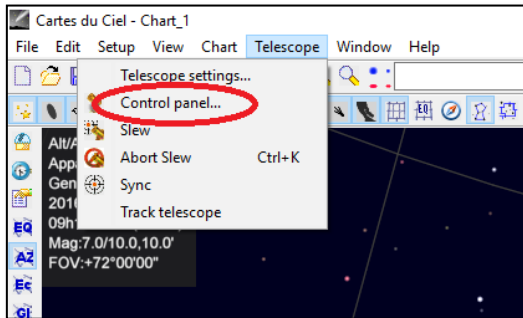 Cartes du Ciel - Chart_1
File Edit Setup View Chart Telescope Window Help
Telescope settings...
Control panel...
Slew
Abort Slew Ctrl+K
Sync
Track telescope
Alt/A
App
Gen
2016
09h
Mag:7.0/10.0,10.0'
FOV:+72°00'00"
EQ
EQ
AZ
Ec
Gl